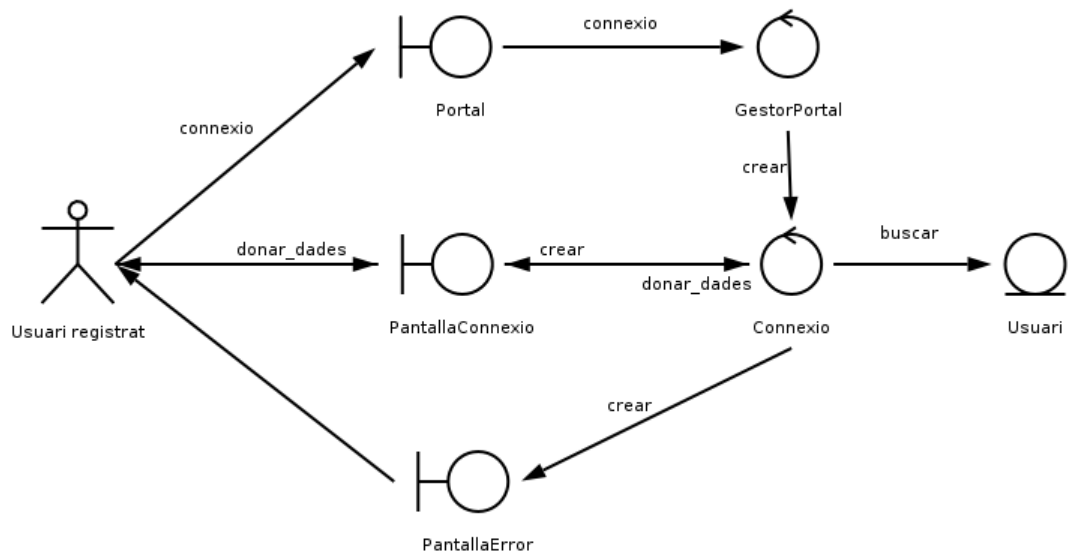 connexio
Portal
GestorPortal
connexio
crear
buscar
donar_dades
crear
donar_dades
Usuari registrat
PantallaConnexio
Connexio
Usuari
crear
PantallaError